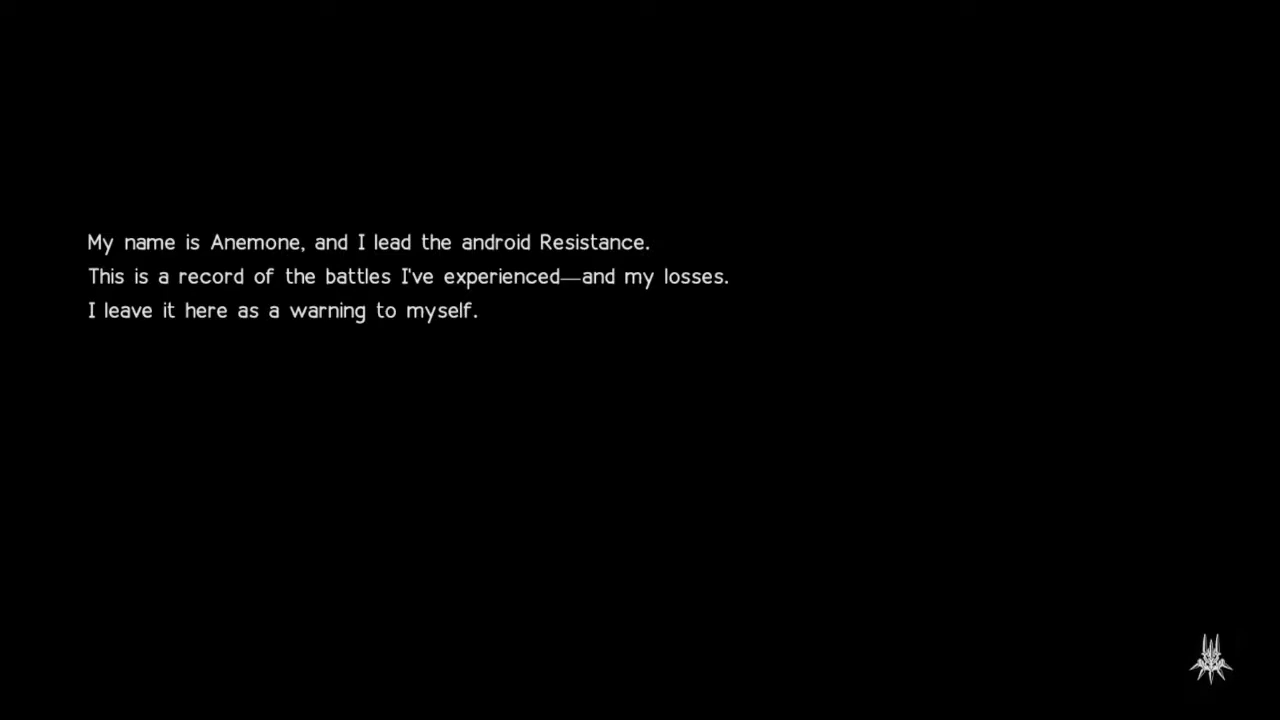 My name is Anemone, and I lead the android Resistance.
This is a record of the battles I've experienced—and my losses.
I leave it here as a warning to myself.